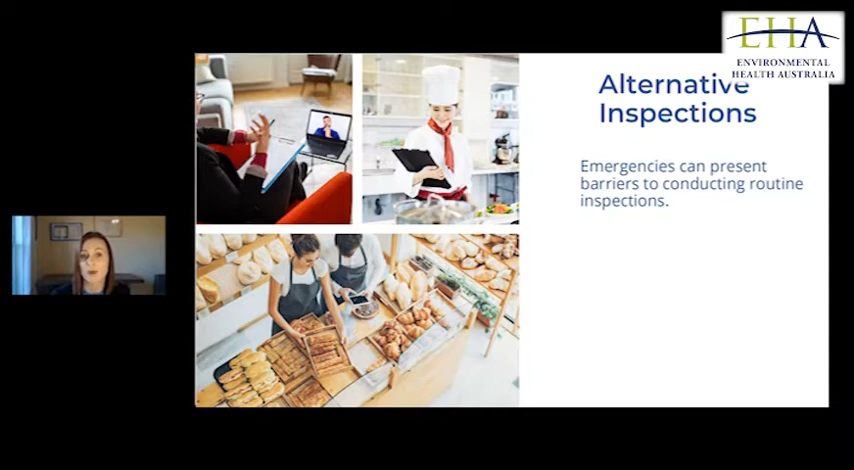 EHA
ENVIRONMENTAL
HEALTH AUSTRALIA
Alternative
Inspections
Emergencies can present
barriers to conducting routine
inspections.